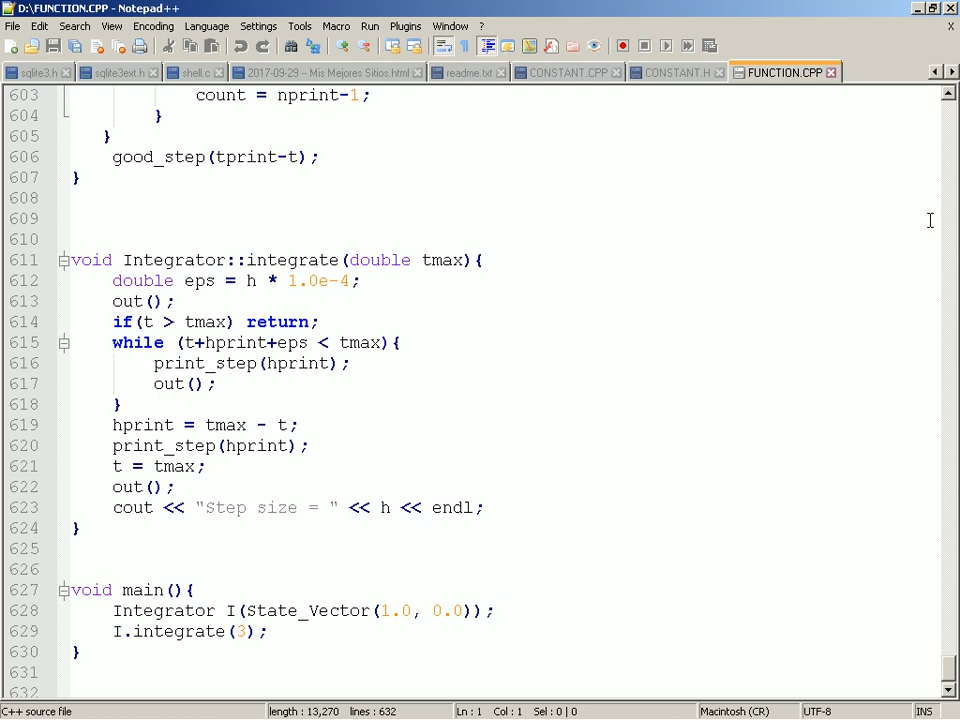 D:\FUNCTION.CPP - Notepad++
File Edit Search View Encoding Language Settings Tools Macro Run Plugins Window ? X
sqlite3.h sqlite3ext.h shell.c 2017-09-29 -- Mis Mejores Sitios.html readme.txt CONSTANT.CPP CONSTANT.H FUNCTION.CPP
603 count = nprint-1;
604 }
605 }
606 good_step(tprint-t);
607 }
608
609
610
611 void Integrator::integrate(double tmax){
612 double eps = h * 1.0e-4;
613 out();
614 if(t > tmax) return;
615 while (t+hprint+eps < tmax){
616 print_step(hprint);
617 out();
618 }
619 hprint = tmax - t;
620 print_step(hprint);
621 t = tmax;
622 out();
623 cout << "Step size = " << h << endl;
624 }
625
626
627 void main(){
628 Integrator I(State_Vector(1.0, 0.0));
629 I.integrate(3);
630 }
631
632
C++ source file length : 13,270 lines : 632 Ln : 1 Col : 1 Sel : 0 | 0 Macintosh (CR) UTF-8 INS